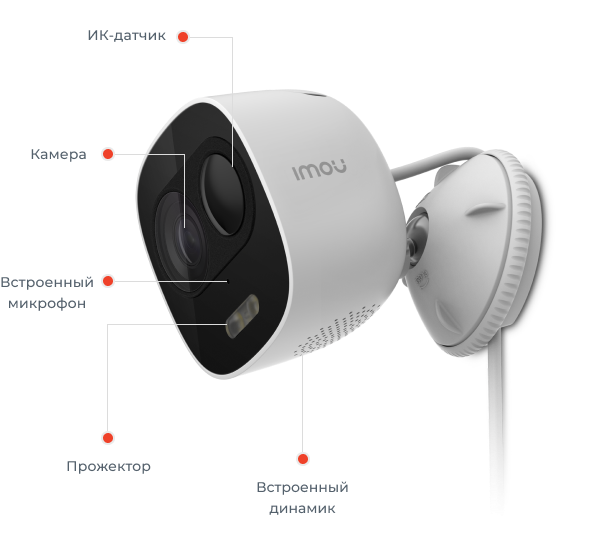 ИК-датчик
Камера
imou
Встроенный
микрофон
Прожектор
Встроенный
динамик